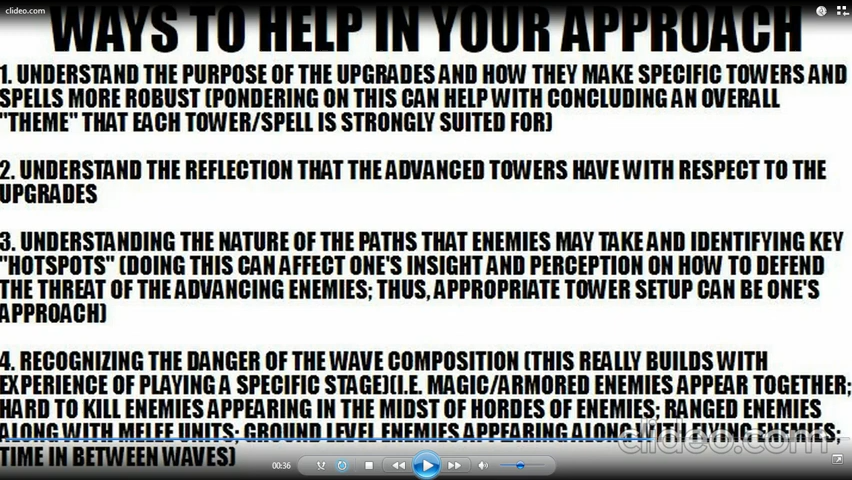 clideo.com
WAYS TO HELP IN YOUR APPROACH
1. UNDERSTAND THE PURPOSE OF THE UPGRADES AND HOW THEY MAKE SPECIFIC TOWERS AND
SPELLS MORE ROBUST (PONDERING ON THIS CAN HELP WITH CONCLUDING AN OVERALL
"THEME" THAT EACH TOWER/SPELL IS STRONGLY SUITED FOR)
2. UNDERSTAND THE REFLECTION THAT THE ADVANCED TOWERS HAVE WITH RESPECT TO THE
UPGRADES
3. UNDERSTANDING THE NATURE OF THE PATHS THAT ENEMIES MAY TAKE AND IDENTIFYING KEY
"HOTSPOTS" (DOING THIS CAN AFFECT ONE'S INSIGHT AND PERCEPTION ON HOW TO DEFEND
THE THREAT OF THE ADVANCING ENEMIES; THUS, APPROPRIATE TOWER SETUP CAN BE ONE'S
APPROACH)
4. RECOGNIZING THE DANGER OF THE WAVE COMPOSITION (THIS REALLY BUILDS WITH
EXPERIENCE OF PLAYING A SPECIFIC STAGE)(I.E. MAGIC/ARMORED ENEMIES APPEAR TOGETHER;
HARD TO KILL ENEMIES APPEARING IN THE MIDST OF HORDES OF ENEMIES; RANGED ENEMIES
ALONG WITH MELEE UNITS; GROUND LEVEL ENEMIES APPEARING ALONG WITH FLYING ENEMIES;
clideo.com
TIME IN BETWEEN WAVES)
00:36